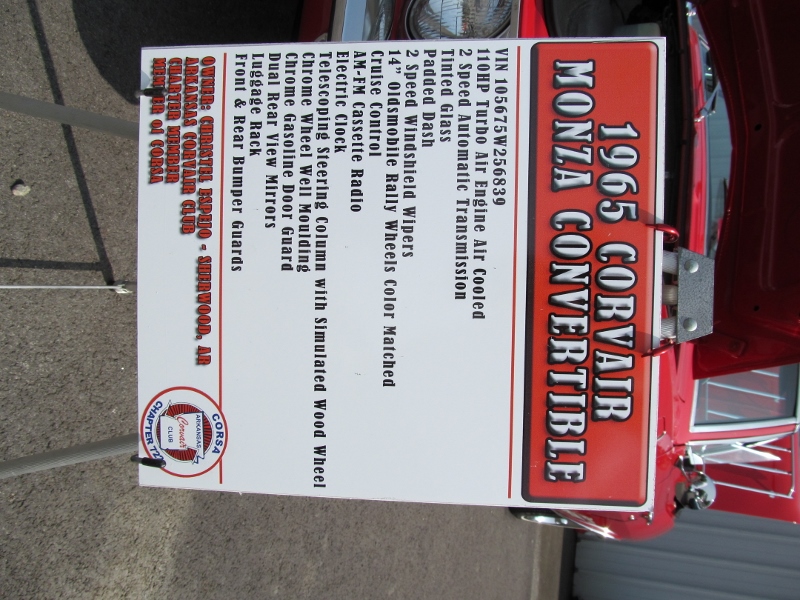 1965 CORVAIR
MONZA CONVERTIBLE
VIN 105675W256839
110HP Turbo Air Engine Air Cooled
2 Speed Automatic Transmission
Tinted Glass
Padded Dash
2 Speed Windshield Wipers
14" Oldsmobile Rally Wheels Color Matched
Cruise Control
AM-FM Cassette Radio
Electric Clock
Telescoping Steering Column with Simulated Wood Wheel
Chrome Wheel Well Moulding
Chrome Gasoline Door Guard
Dual Rear View Mirrors
Luggage Rack
Front & Rear Bumper Guards
OWNER: CHRISTEL ESPEJO - SHERWOOD, AR
ARKANSAS CORVAIR CLUB
CHARTER MEMBER
MEMBER of CORSA
CORSA
ARKANSAS
Corvair
CLUB
CHAPTER 72